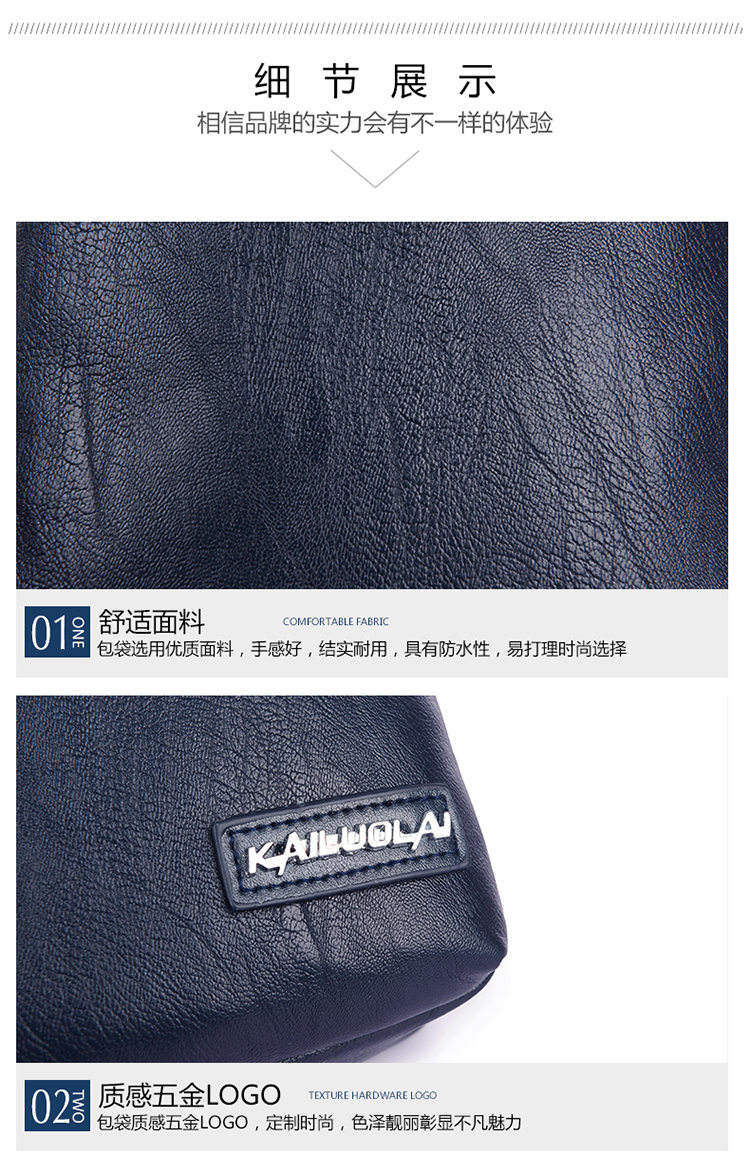 细节展示
相信品牌的实力会有不一样的体验
01 ONE
舒适面料 COMFORTABLE FABRIC
包袋选用优质面料，手感好，结实耐用，具有防水性，易打理时尚选择
KAILUOLAI
02 TWO
质感五金LOGO TEXTURE HARDWARE LOGO
包袋质感五金LOGO，定制时尚，色泽靓丽彰显不凡魅力